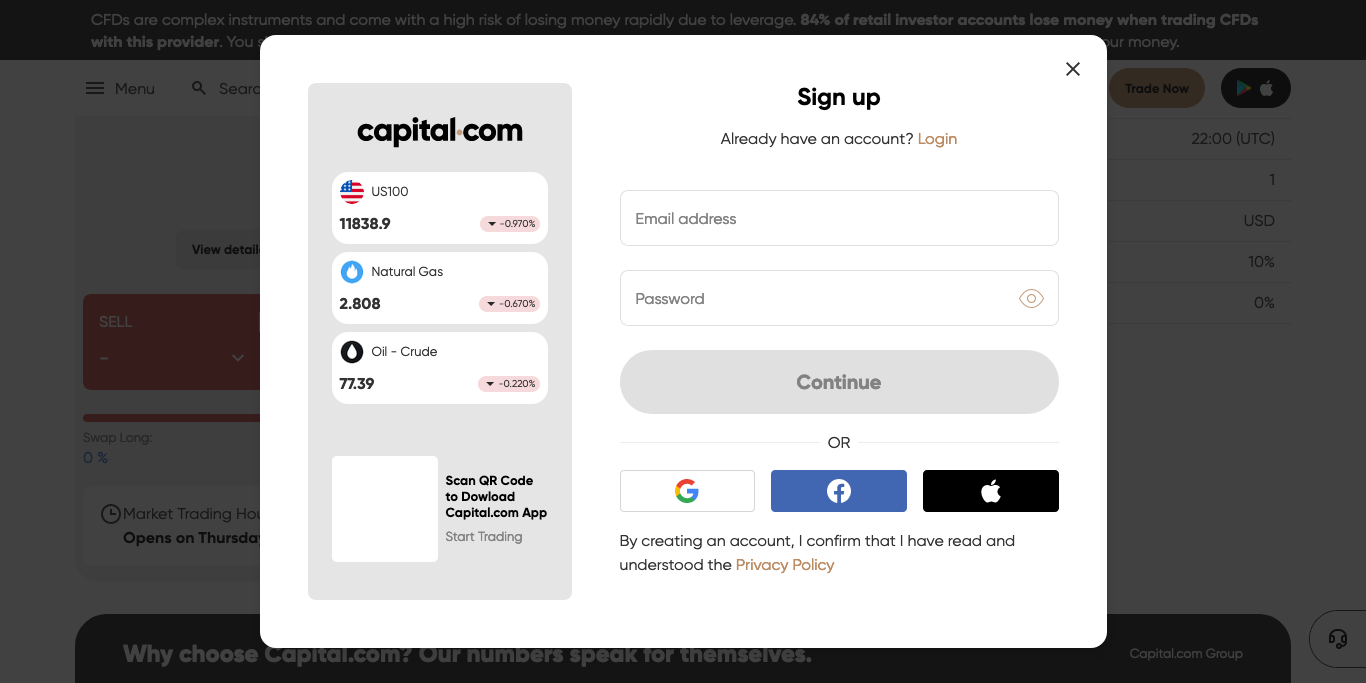 CFDs are complex instruments and come with a high risk of losing money rapidly due to leverage. 84% of retail investor accounts lose money when trading CFDs
with this provider. You
our money.
Menu
Search
Trade Now
22:00 (UTC)
1
USD
10%
0%
View details
SELL
-
Swap Long:
0 %
Market Trading Hou
Opens on Thursday
capital.com
US100
11838.9
-0.970%
Natural Gas
2.808
-0.670%
Oil - Crude
77.39
-0.220%
Scan QR Code
to Dowload
Capital.com App
Start Trading
Sign up
Already have an account? Login
Email address
Password
Continue
OR
By creating an account, I confirm that I have read and
understood the Privacy Policy
Why choose Capital.com? Our numbers speak for themselves.
Capital.com Group